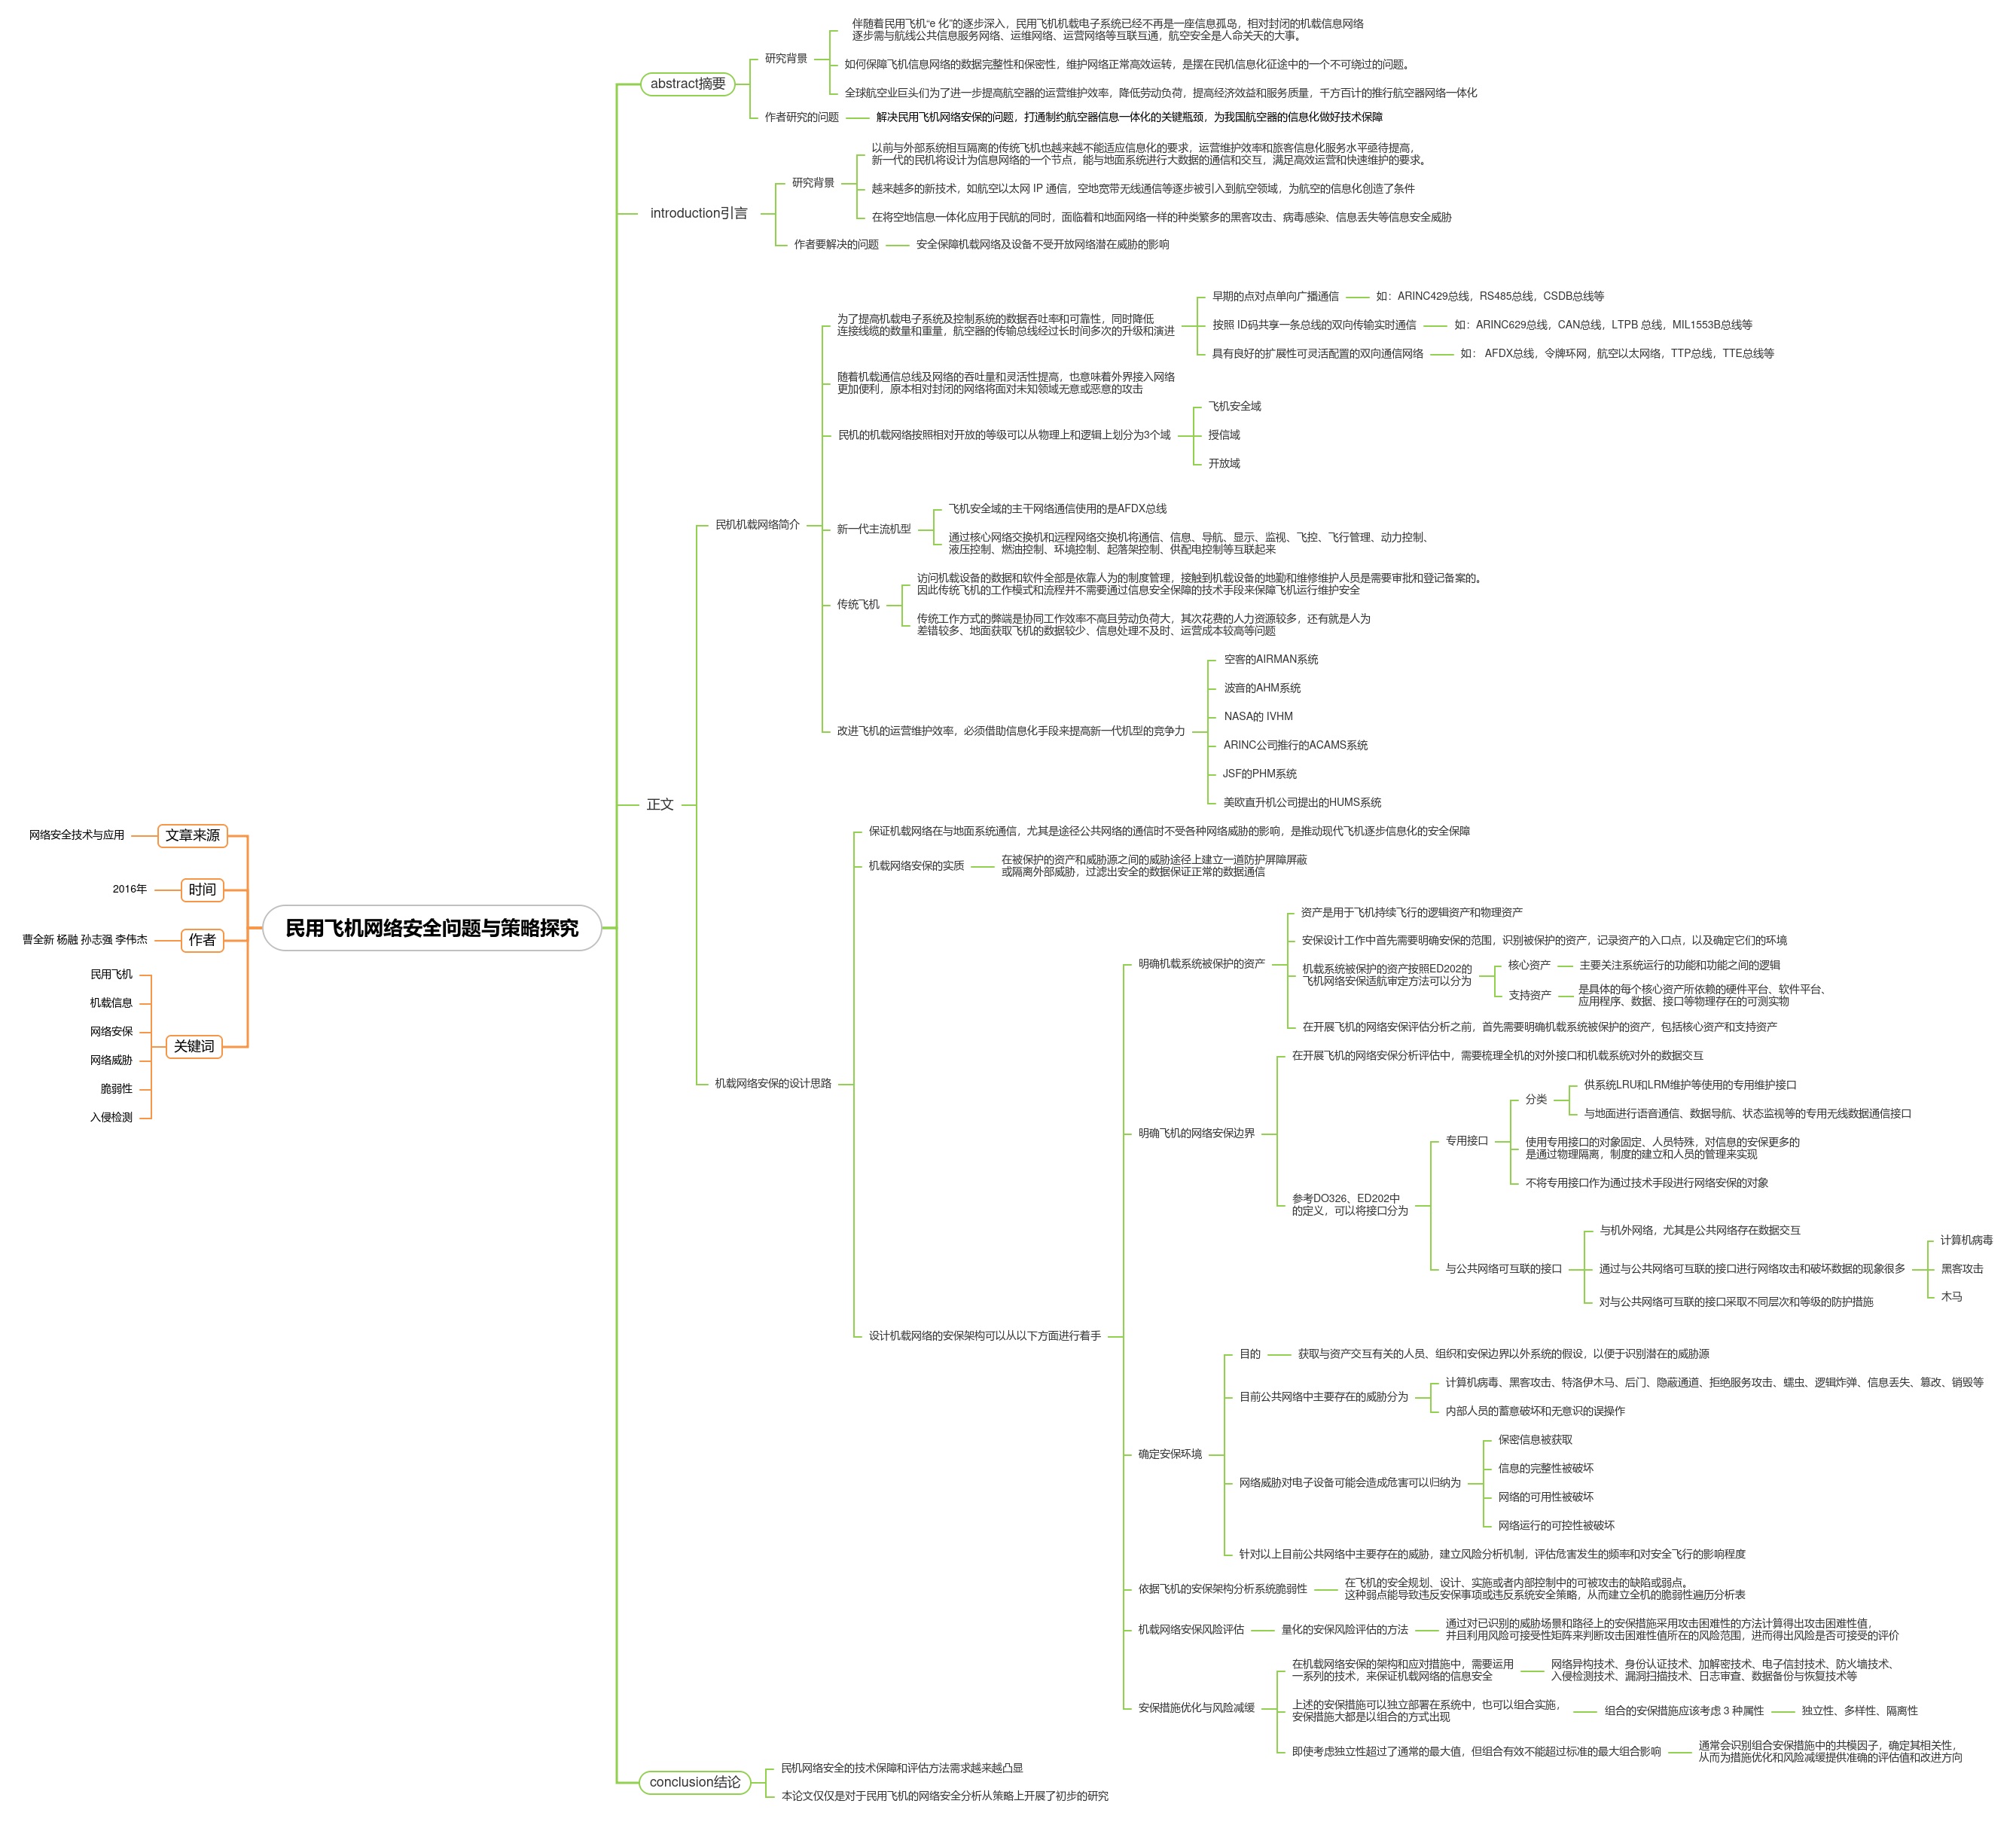 民用飞机网络安全问题与策略探究
文章来源
网络安全技术与应用
时间
2016年
作者
曹全新 杨融 孙志强 李伟杰
关键词
民用飞机
机载信息
网络安保
网络威胁
脆弱性
入侵检测
abstract摘要
研究背景
伴随着民用飞机“e 化”的逐步深入，民用飞机机载电子系统已经不再是一座信息孤岛，相对封闭的机载信息网络
逐步需与航线公共信息服务网络、运维网络、运营网络等互联互通，航空安全是人命关天的大事。
如何保障飞机信息网络的数据完整性和保密性，维护网络正常高效运转，是摆在民机信息化征途中的一个不可绕过的问题。
全球航空业巨头们为了进一步提高航空器的运营维护效率，降低劳动负荷，提高经济效益和服务质量，千方百计的推行航空器网络一体化
作者研究的问题
解决民用飞机网络安保的问题，打通制约航空器信息一体化的关键瓶颈，为我国航空器的信息化做好技术保障
introduction引言
研究背景
以前与外部系统相互隔离的传统飞机也越来越不能适应信息化的要求，运营维护效率和旅客信息化服务水平亟待提高，
新一代的民机将设计为信息网络的一个节点，能与地面系统进行大数据的通信和交互，满足高效运营和快速维护的要求。
越来越多的新技术，如航空以太网 IP 通信，空地宽带无线通信等逐步被引入到航空领域，为航空的信息化创造了条件
在将空地信息一体化应用于民航的同时，面临着和地面网络一样的种类繁多的黑客攻击、病毒感染、信息丢失等信息安全威胁
作者要解决的问题
安全保障机载网络及设备不受开放网络潜在威胁的影响
正文
民机机载网络简介
为了提高机载电子系统及控制系统的数据吞吐率和可靠性，同时降低
连接线缆的数量和重量，航空器的传输总线经过长时间多次的升级和演进
早期的点对点单向广播通信
如：ARINC429总线，RS485总线，CSDB总线等
按照 ID码共享一条总线的双向传输实时通信
如：ARINC629总线，CAN总线，LTPB 总线，MIL1553B总线等
具有良好的扩展性可灵活配置的双向通信网络
如： AFDX总线，令牌环网，航空以太网络，TTP总线，TTE总线等
随着机载通信总线及网络的吞吐量和灵活性提高，也意味着外界接入网络
更加便利，原本相对封闭的网络将面对未知领域无意或恶意的攻击
民机的机载网络按照相对开放的等级可以从物理上和逻辑上划分为3个域
飞机安全域
授信域
开放域
新一代主流机型
飞机安全域的主干网络通信使用的是AFDX总线
通过核心网络交换机和远程网络交换机将通信、信息、导航、显示、监视、飞控、飞行管理、动力控制、
液压控制、燃油控制、环境控制、起落架控制、供配电控制等互联起来
传统飞机
访问机载设备的数据和软件全部是依靠人为的制度管理，接触到机载设备的地勤和维修维护人员是需要审批和登记备案的。
因此传统飞机的工作模式和流程并不需要通过信息安全保障的技术手段来保障飞机运行维护安全
传统工作方式的弊端是协同工作效率不高且劳动负荷大，其次花费的人力资源较多，还有就是人为
差错较多、地面获取飞机的数据较少、信息处理不及时、运营成本较高等问题
改进飞机的运营维护效率，必须借助信息化手段来提高新一代机型的竞争力
空客的AIRMAN系统
波音的AHM系统
NASA的 IVHM
ARINC公司推行的ACAMS系统
JSF的PHM系统
美欧直升机公司提出的HUMS系统
机载网络安保的设计思路
保证机载网络在与地面系统通信，尤其是途径公共网络的通信时不受各种网络威胁的影响，是推动现代飞机逐步信息化的安全保障
机载网络安保的实质
在被保护的资产和威胁源之间的威胁途径上建立一道防护屏障屏蔽
或隔离外部威胁，过滤出安全的数据保证正常的数据通信
设计机载网络的安保架构可以从以下方面进行着手
明确机载系统被保护的资产
资产是用于飞机持续飞行的逻辑资产和物理资产
安保设计工作中首先需要明确安保的范围，识别被保护的资产，记录资产的入口点，以及确定它们的环境
机载系统被保护的资产按照ED202的
飞机网络安保适航审定方法可以分为
核心资产
主要关注系统运行的功能和功能之间的逻辑
支持资产
是具体的每个核心资产所依赖的硬件平台、软件平台、
应用程序、数据、接口等物理存在的可测实物
在开展飞机的网络安保评估分析之前，首先需要明确机载系统被保护的资产，包括核心资产和支持资产
明确飞机的网络安保边界
在开展飞机的网络安保分析评估中，需要梳理全机的对外接口和机载系统对外的数据交互
参考DO326、ED202中
的定义，可以将接口分为
专用接口
分类
供系统LRU和LRM维护等使用的专用维护接口
与地面进行语音通信、数据导航、状态监视等的专用无线数据通信接口
使用专用接口的对象固定、人员特殊，对信息的安保更多的
是通过物理隔离，制度的建立和人员的管理来实现
不将专用接口作为通过技术手段进行网络安保的对象
与公共网络可互联的接口
与机外网络，尤其是公共网络存在数据交互
通过与公共网络可互联的接口进行网络攻击和破坏数据的现象很多
计算机病毒
黑客攻击
木马
对与公共网络可互联的接口采取不同层次和等级的防护措施
确定安保环境
目的
获取与资产交互有关的人员、组织和安保边界以外系统的假设，以便于识别潜在的威胁源
目前公共网络中主要存在的威胁分为
计算机病毒、黑客攻击、特洛伊木马、后门、隐蔽通道、拒绝服务攻击、蠕虫、逻辑炸弹、信息丢失、篡改、销毁等
内部人员的蓄意破坏和无意识的误操作
网络威胁对电子设备可能会造成危害可以归纳为
保密信息被获取
信息的完整性被破坏
网络的可用性被破坏
网络运行的可控性被破坏
针对以上目前公共网络中主要存在的威胁，建立风险分析机制，评估危害发生的频率和对安全飞行的影响程度
依据飞机的安保架构分析系统脆弱性
在飞机的安全规划、设计、实施或者内部控制中的可被攻击的缺陷或弱点。
这种弱点能导致违反安保事项或违反系统安全策略，从而建立全机的脆弱性遍历分析表
机载网络安保风险评估
量化的安保风险评估的方法
通过对已识别的威胁场景和路径上的安保措施采用攻击困难性的方法计算得出攻击困难性值，
并且利用风险可接受性矩阵来判断攻击困难性值所在的风险范围，进而得出风险是否可接受的评价
安保措施优化与风险减缓
在机载网络安保的架构和应对措施中，需要运用
一系列的技术，来保证机载网络的信息安全
网络异构技术、身份认证技术、加解密技术、电子信封技术、防火墙技术、
入侵检测技术、漏洞扫描技术、日志审查、数据备份与恢复技术等
上述的安保措施可以独立部署在系统中，也可以组合实施，
安保措施大都是以组合的方式出现
组合的安保措施应该考虑 3 种属性
独立性、多样性、隔离性
即使考虑独立性超过了通常的最大值，但组合有效不能超过标准的最大组合影响
通常会识别组合安保措施中的共模因子，确定其相关性，
从而为措施优化和风险减缓提供准确的评估值和改进方向
conclusion结论
民机网络安全的技术保障和评估方法需求越来越凸显
本论文仅仅是对于民用飞机的网络安全分析从策略上开展了初步的研究